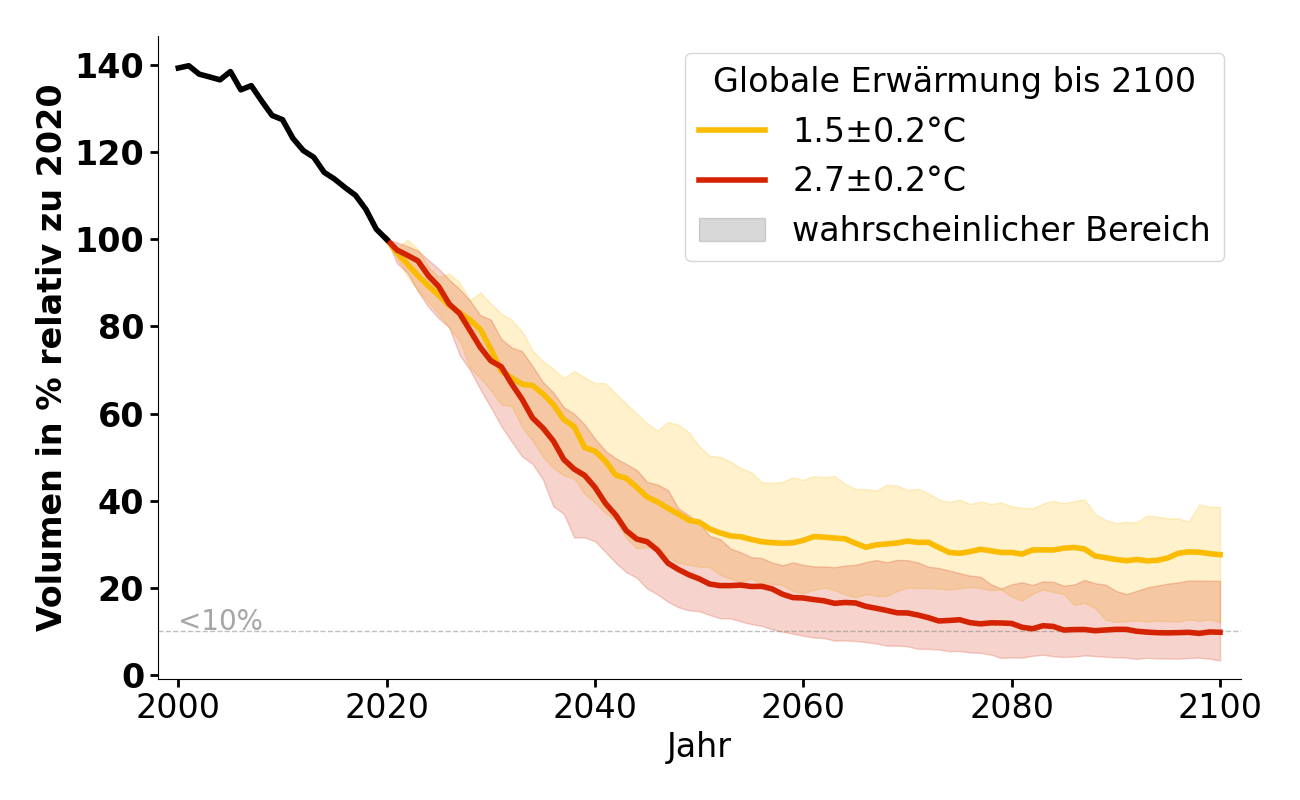 Volumen in % relativ zu 2020
140
120
100
80
60
40
20
0
<10%
Globale Erwärmung bis 2100
1.5±0.2°C
2.7±0.2°C
wahrscheinlicher Bereich
2000 2020 2040 2060 2080 2100
Jahr